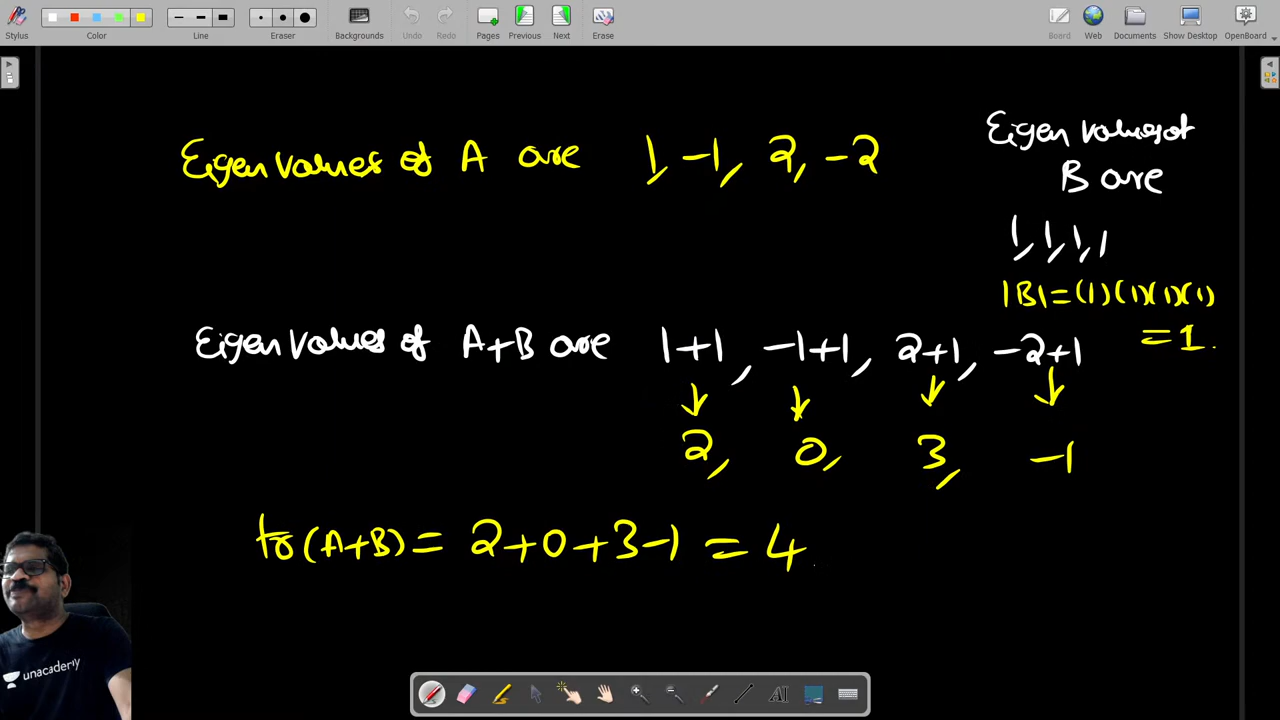 Stylus
Color
Line
Eraser
Backgrounds
Undo
Redo
Pages
Previous
Next
Erase
Board
Web
Documents
Show Desktop
OpenBoard
Eigen values of A are 1, -1, 2, -2
Eigen values of
B are
1, 1, 1, 1
|B| = (1)(1)(1)(1)
= 1.
Eigen values of A+B are 1+1, -1+1, 2+1, -2+1
↓ ↓ ↓ ↓
2, 0, 3, -1
tr(A+B) = 2+0+3-1 = 4.
unacademy